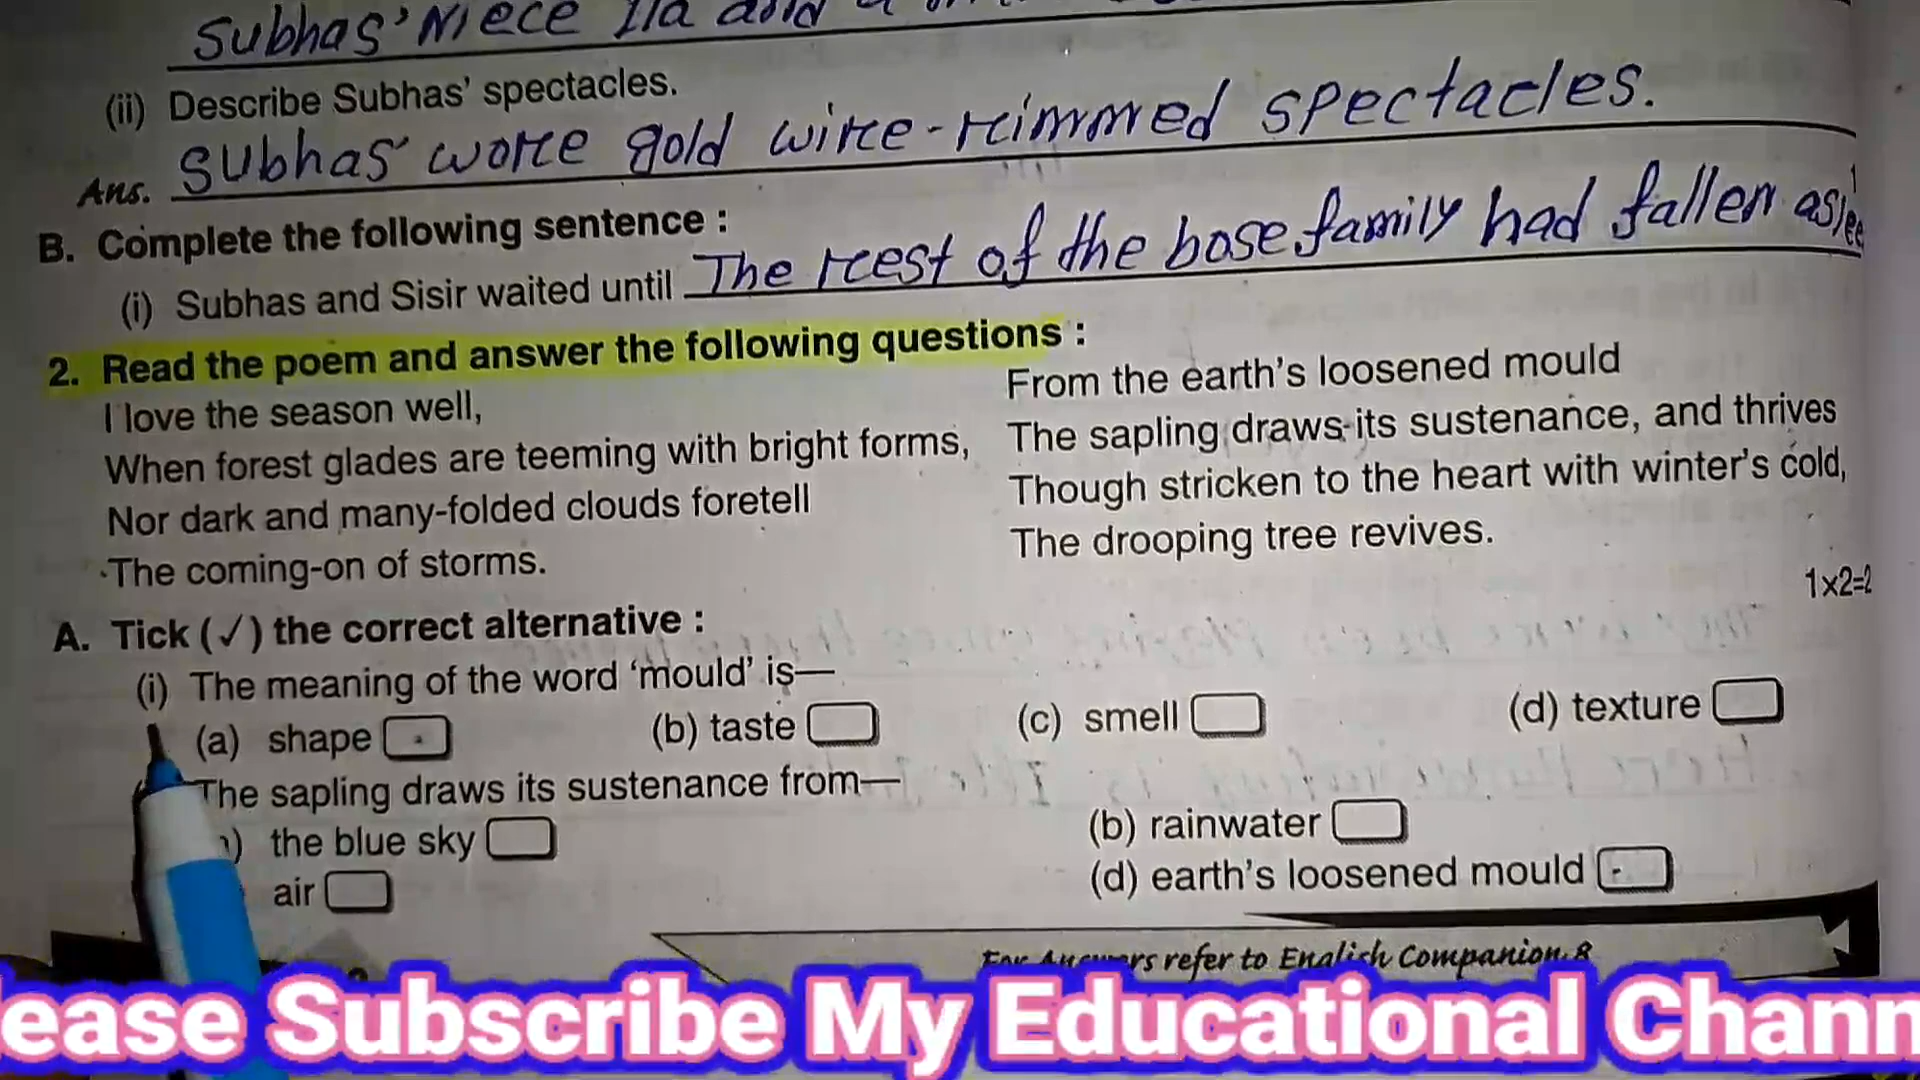 Subhas' Niece Ila and a
(ii) Describe Subhas' spectacles.
Ans. Subhas' wore gold wire-rimmed spectacles.
1
B. Complete the following sentence :
(i) Subhas and Sisir waited until The rest of the bose family had fallen aslee
2. Read the poem and answer the following questions :
I love the season well,
When forest glades are teeming with bright forms,
Nor dark and many-folded clouds foretell
The coming-on of storms.
From the earth's loosened mould
The sapling draws its sustenance, and thrives
Though stricken to the heart with winter's cold,
The drooping tree revives.
1×2=2
A. Tick (✓) the correct alternative :
(i) The meaning of the word 'mould' is—
(a) shape (b) taste (c) smell (d) texture
The sapling draws its sustenance from—
the blue sky (b) rainwater
air (d) earth's loosened mould
For Answers refer to English Companion-8
ease Subscribe My Educational Chann